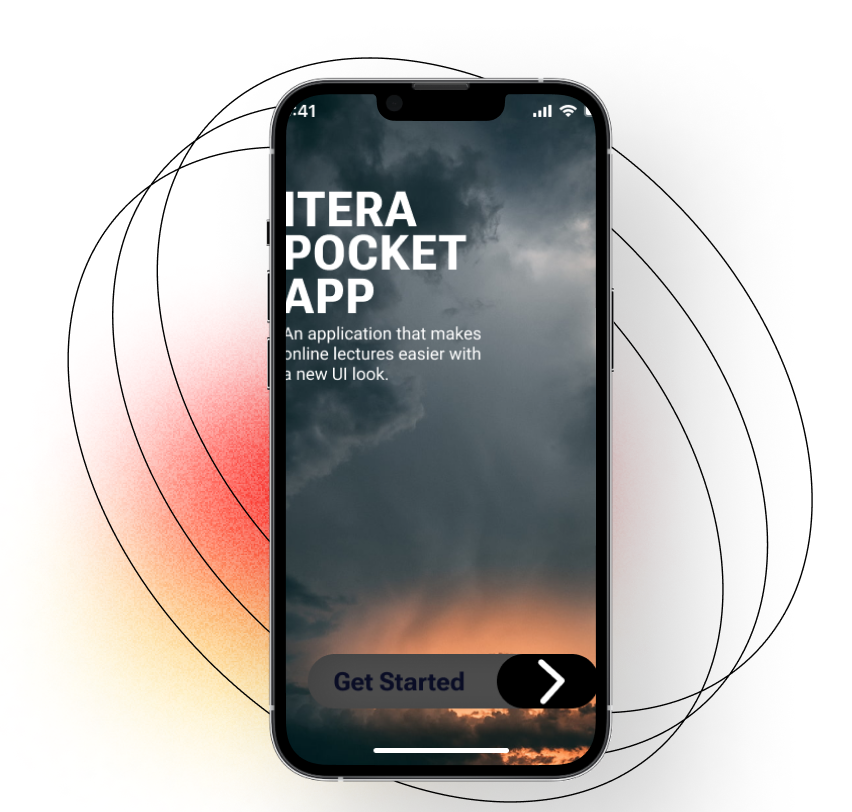 :41
ITERA
POCKET
APP
An application that makes
online lectures easier with
a new UI look.
Get Started